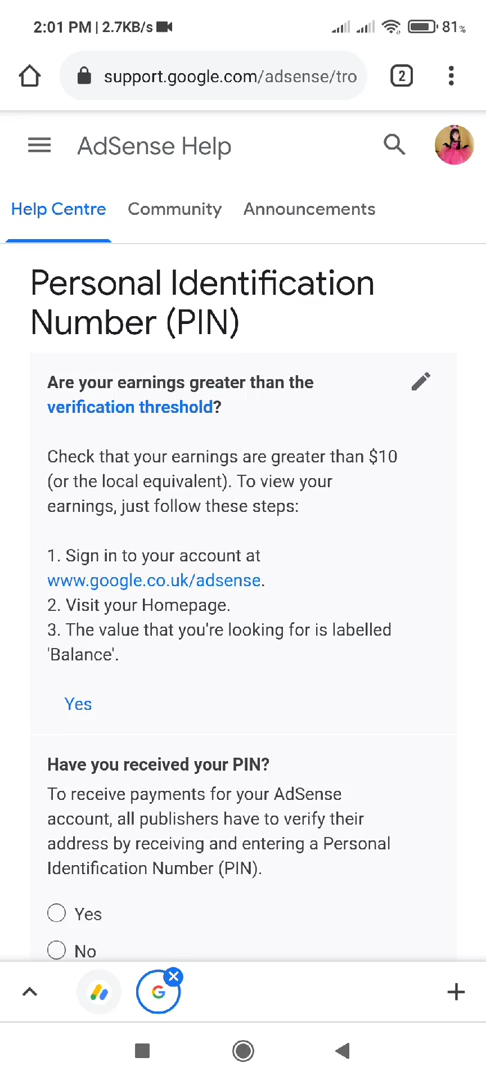 2:01 PM | 2.7KB/s
81%
support.google.com/adsense/tro
2
AdSense Help
Help Centre Community Announcements
Personal Identification
Number (PIN)
Are your earnings greater than the
verification threshold?
Check that your earnings are greater than $10
(or the local equivalent). To view your
earnings, just follow these steps:
1. Sign in to your account at
www.google.co.uk/adsense.
2. Visit your Homepage.
3. The value that you're looking for is labelled
'Balance'.
Yes
Have you received your PIN?
To receive payments for your AdSense
account, all publishers have to verify their
address by receiving and entering a Personal
Identification Number (PIN).
Yes
No